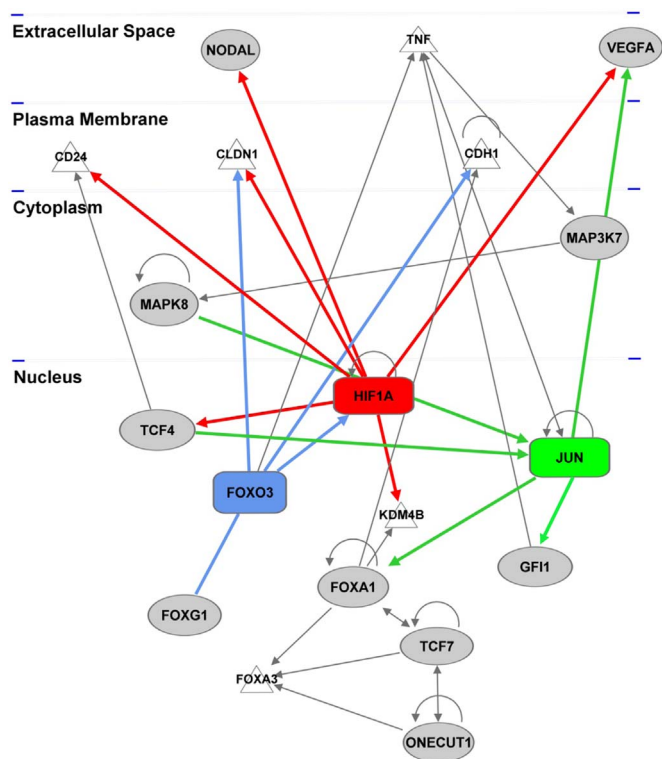 Extracellular Space
NODAL
TNF
VEGFA
Plasma Membrane
CD24
CLDN1
CDH1
Cytoplasm
MAP3K7
MAPK8
Nucleus
HIF1A
TCF4
JUN
FOXO3
KDM4B
GFI1
FOXA1
FOXG1
TCF7
FOXA3
ONECUT1